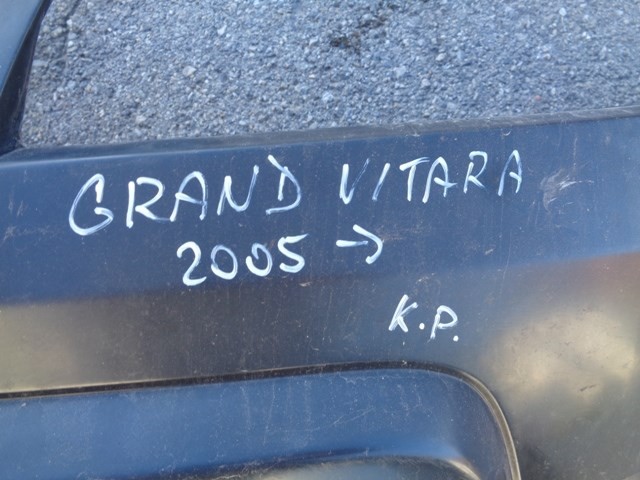 GRAND VITARA
2005 →
K.P.